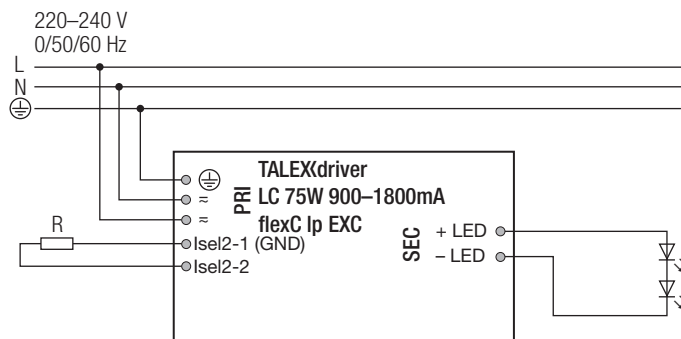 220–240 V
0/50/60 Hz
L
N
TALEXXdriver
LC 75W 900–1800mA
flexC lp EXC
PRI
≂
≂
R
Isel2-1 (GND)
Isel2-2
SEC
+ LED
– LED